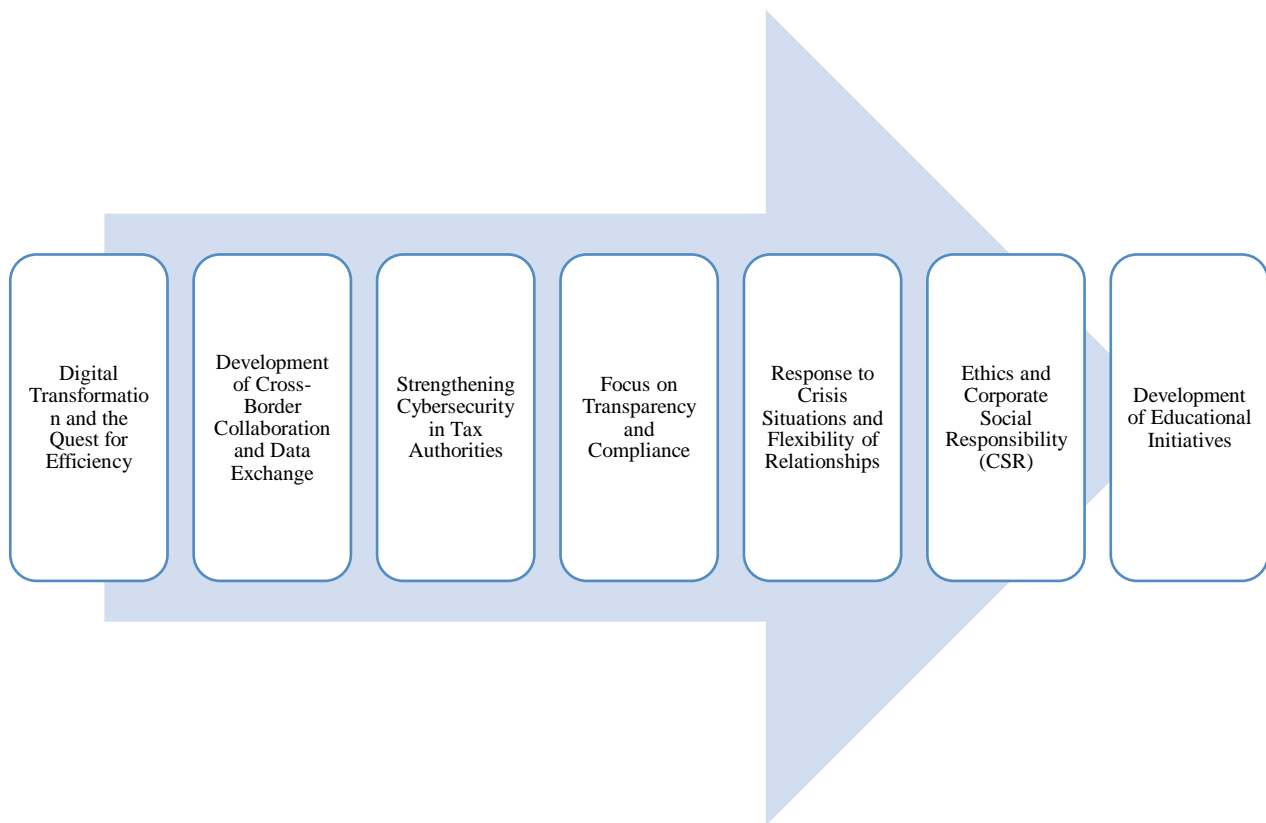 Digital
Transformatio
n and the
Quest for
Efficiency
Development
of Cross-
Border
Collaboration
and Data
Exchange
Strengthening
Cybersecurity
in Tax
Authorities
Focus on
Transparency
and
Compliance
Response to
Crisis
Situations and
Flexibility of
Relationships
Ethics and
Corporate
Social
Responsibility
(CSR)
Development
of Educational
Initiatives